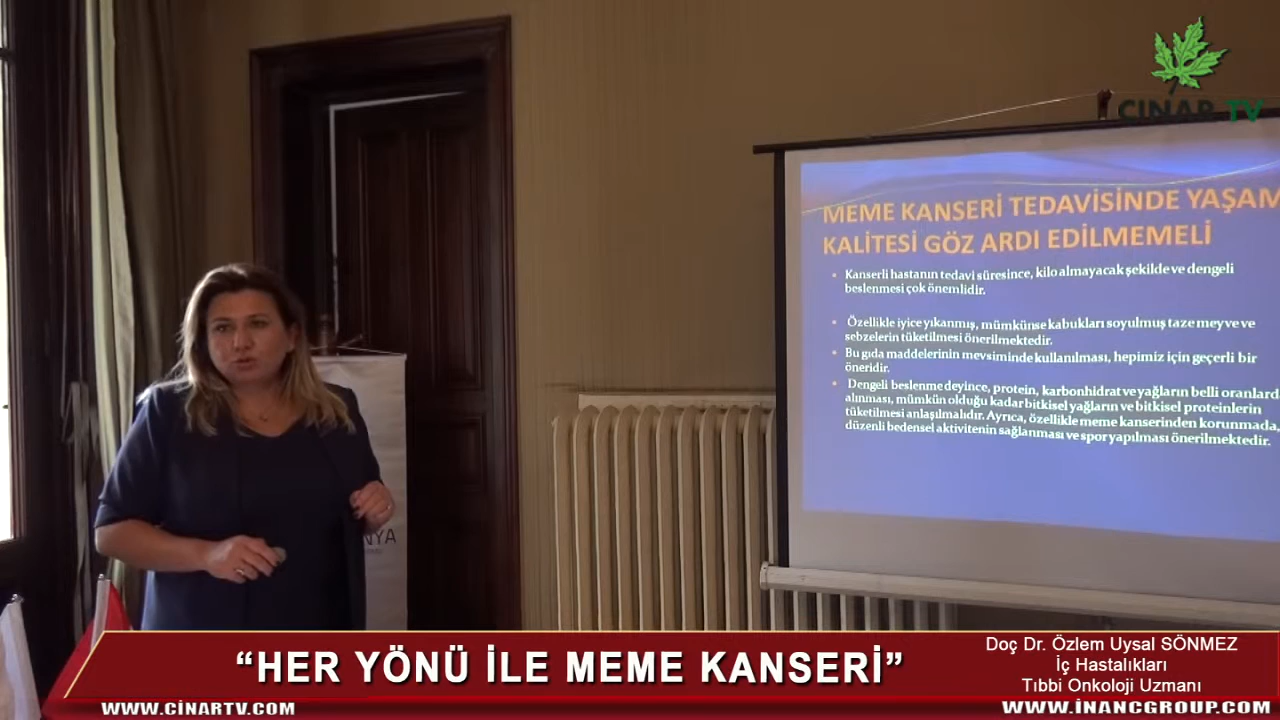 ÇINAR TV
MEME KANSERİ TEDAVİSİNDE YAŞAM
KALİTESİ GÖZ ARDI EDİLMEMELİ
• Kanserli hastanın tedavi süresince, kilo almayacak şekilde ve dengeli
beslenmesi çok önemlidir.
• Özellikle iyice yıkanmış, mümkünse kabukları soyulmuş taze meyve ve
sebzelerin tüketilmesi önerilmektedir.
• Bu gıda maddelerinin mevsiminde kullanılması, hepimiz için geçerli bir
öneridir.
• Dengeli beslenme deyince, protein, karbonhidrat ve yağların belli oranlard
alınması, mümkün olduğu kadar bitkisel yağların ve bitkisel proteinlerin
tüketilmesi anlaşılmalıdır. Ayrıca, özellikle meme kanserinden korunmada,
düzenli bedensel aktivitenin sağlanması ve spor yapılması önerilmektedir.
NYA
“HER YÖNÜ İLE MEME KANSERİ”
Doç Dr. Özlem Uysal SÖNMEZ
İç Hastalıkları
Tıbbi Onkoloji Uzmanı
WWW.CİNARTV.COM
WWW.İNANCGROUP.COM